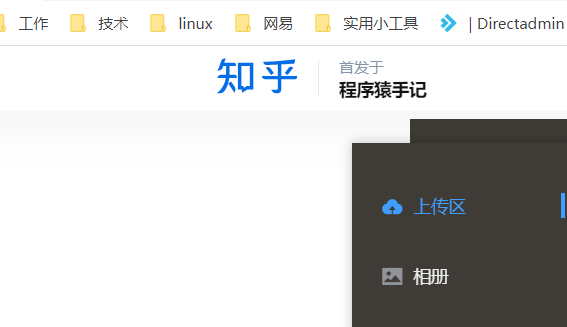 工作 技术 linux 网易 实用小工具 | Directadmin
知乎 首发于
程序猿手记
上传区
相册